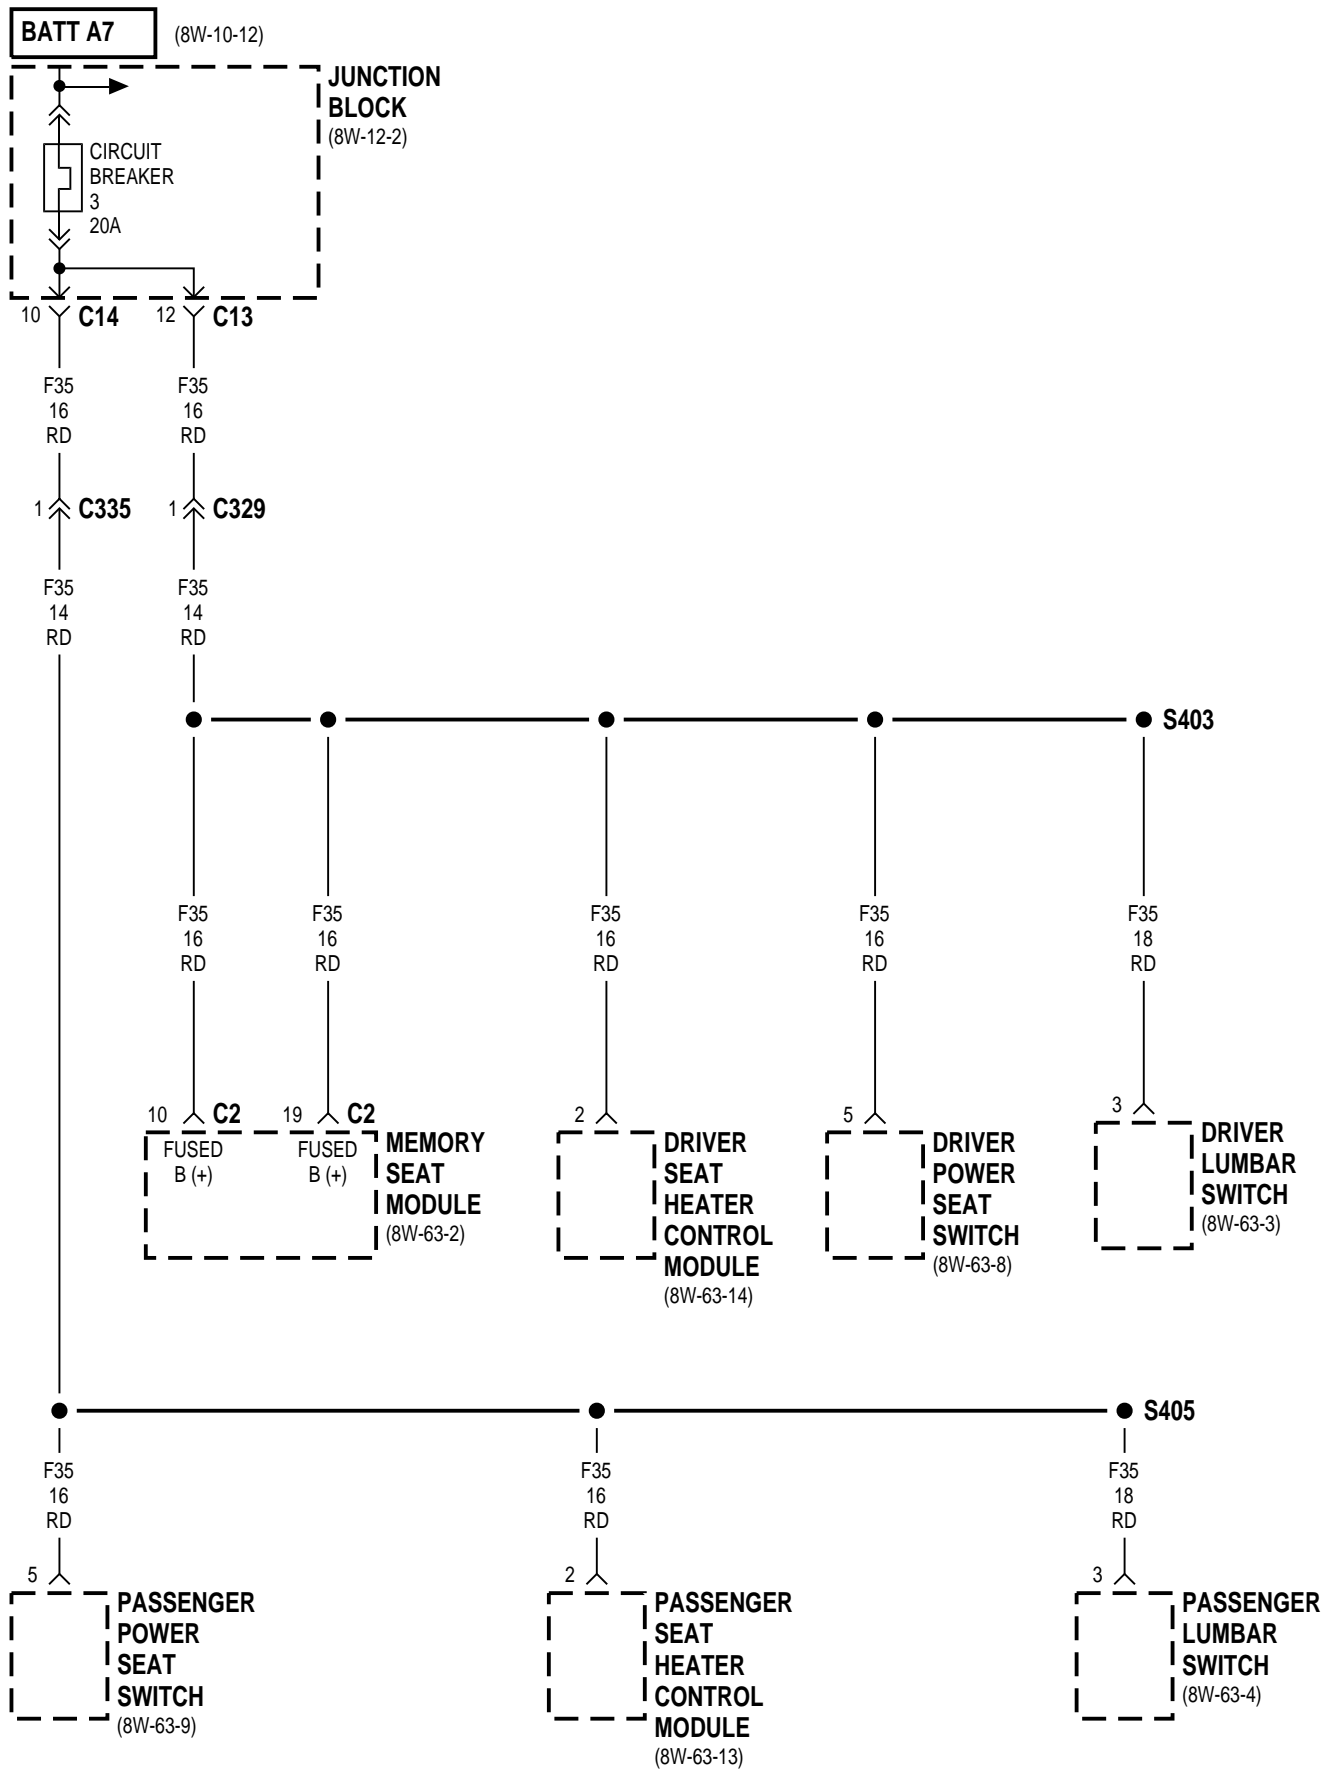 BATT A7 (8W-10-12)
JUNCTION
BLOCK
(8W-12-2)
CIRCUIT
BREAKER
3
20A
10 C14 12 C13
F35 F35
16 16
RD RD
1 C335 1 C329
F35 F35
14 14
RD RD
S403
F35 F35 F35 F35 F35
16 16 16 16 18
RD RD RD RD RD
10 C2 19 C2 2 5 3
FUSED
B (+)
FUSED
B (+)
MEMORY
SEAT
MODULE
(8W-63-2)
DRIVER
SEAT
HEATER
CONTROL
MODULE
(8W-63-14)
DRIVER
POWER
SEAT
SWITCH
(8W-63-8)
DRIVER
LUMBAR
SWITCH
(8W-63-3)
S405
F35 F35 F35
16 16 18
RD RD RD
5 2 3
PASSENGER
POWER
SEAT
SWITCH
(8W-63-9)
PASSENGER
SEAT
HEATER
CONTROL
MODULE
(8W-63-13)
PASSENGER
LUMBAR
SWITCH
(8W-63-4)